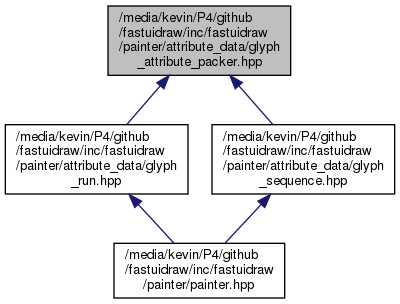 /media/kevin/P4/github
/fastuidraw/inc/fastuidraw
/painter/attribute_data/glyph
_attribute_packer.hpp
/media/kevin/P4/github
/fastuidraw/inc/fastuidraw
/painter/attribute_data/glyph
_run.hpp
/media/kevin/P4/github
/fastuidraw/inc/fastuidraw
/painter/attribute_data/glyph
_sequence.hpp
/media/kevin/P4/github
/fastuidraw/inc/fastuidraw
/painter/painter.hpp